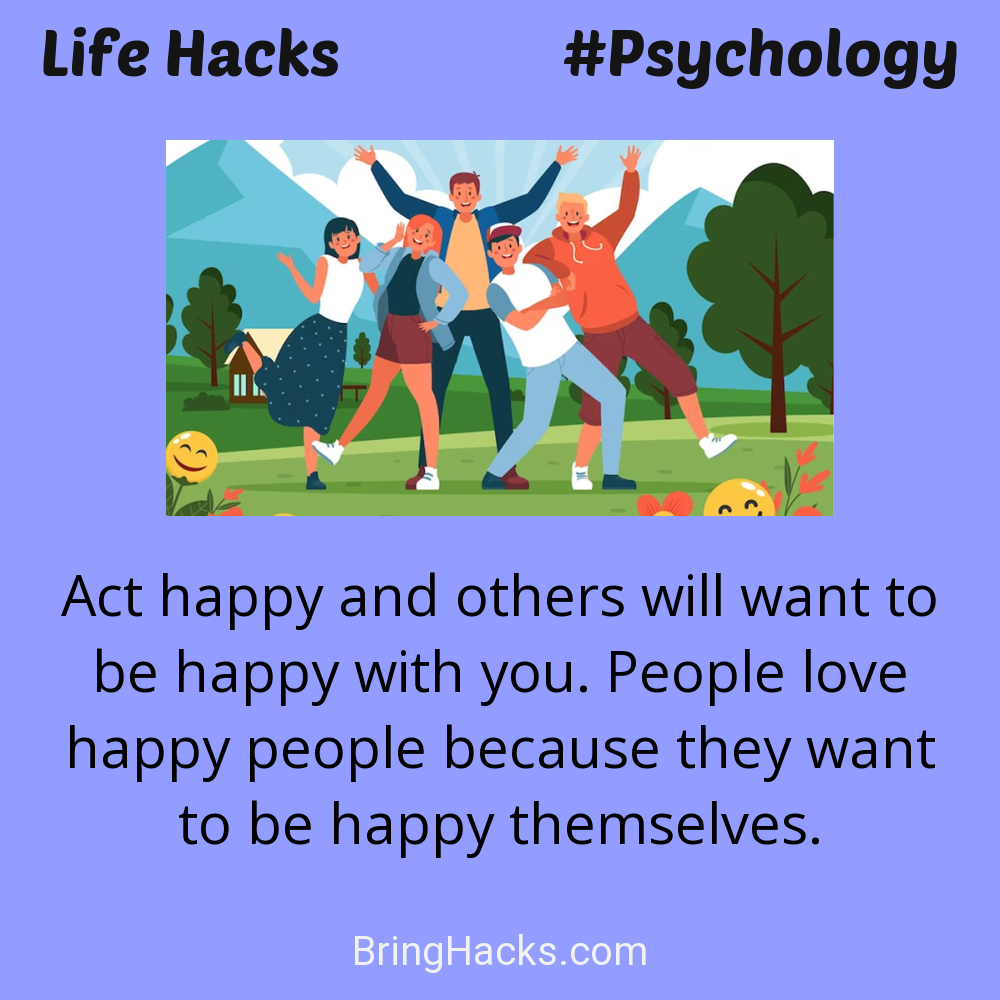 Life Hacks #Psychology
Act happy and others will want to
be happy with you. People love
happy people because they want
to be happy themselves.
BringHacks.com